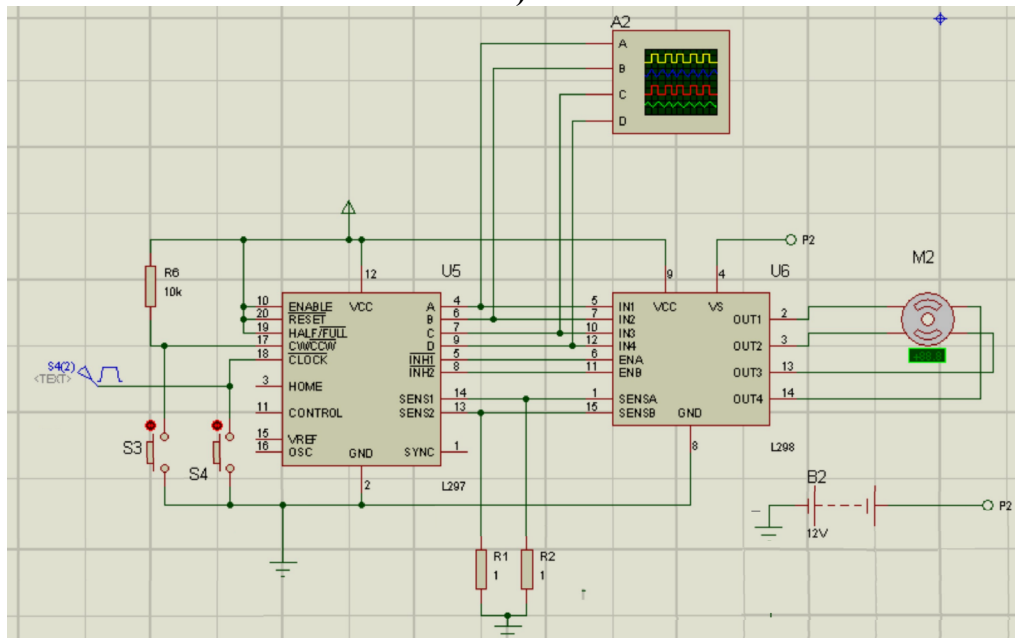 )
A2
A
B
C
D
P2
R6
10k
12
U5
9
4
U6
M2
10 ENABLE VCC A 4
20 RESET B 6
19 HALF/FULL C 7
17 CW/CCW D 9
18 CLOCK INH1 5
INH2 8
3 HOME
SENS1 14
11 CONTROL SENS2 13
15 VREF
16 OSC GND SYNC 1
2
L297
5 IN1 VCC VS
7 IN2 OUT1 2
10 IN3
12 IN4 OUT2 3
6 ENA
11 ENB OUT3 13
1 SENSA OUT4 14
15 SENSB GND
8
L298
+88.8
S4(2)
<TEXT>
S3
S4
B2
12V
P2
R1
1
R2
1